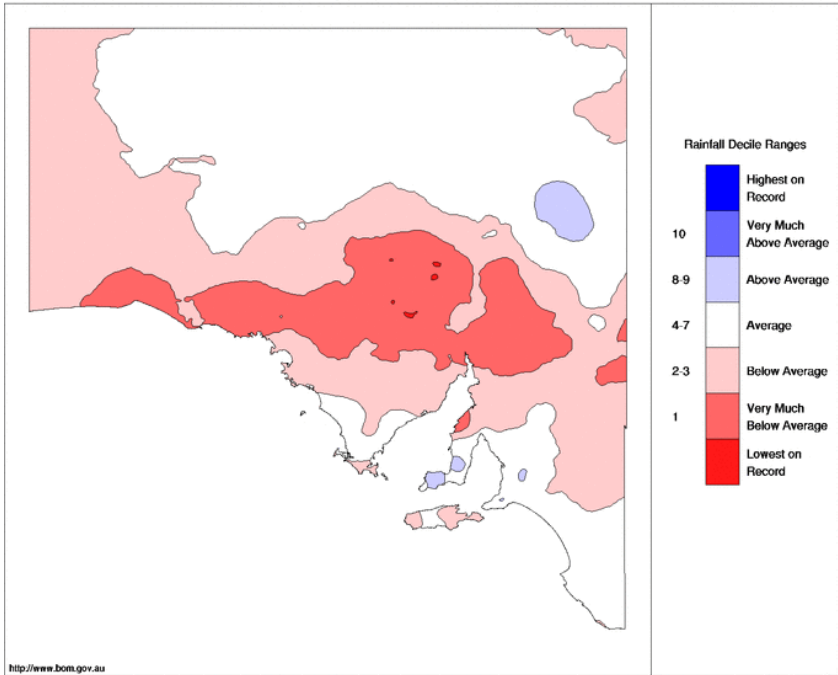 Rainfall Decile Ranges
Highest on
Record
10
Very Much
Above Average
8-9
Above Average
4-7
Average
2-3
Below Average
1
Very Much
Below Average
Lowest on
Record
http://www.bom.gov.au